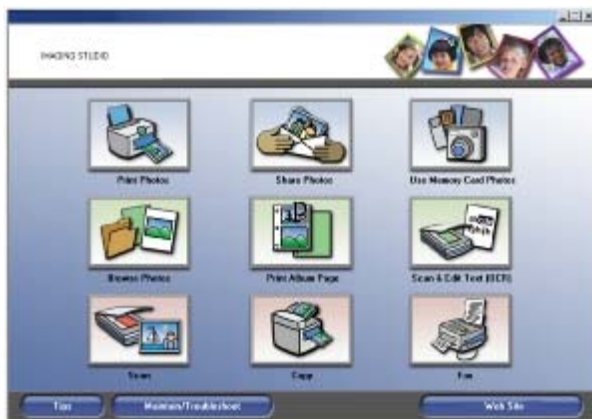 IMAGING STUDIO
Print Photos
Share Photos
Use Memory Card Photos
Browse Photos
Print Album Page
Scan & Edit Text (OCR)
Scan
Copy
Fax
Tips
Maintain/Troubleshoot
Web Site